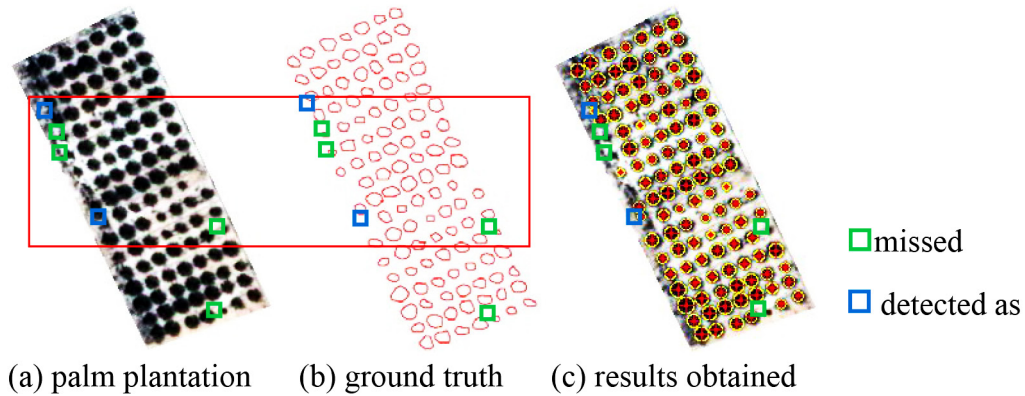 missed
detected as
(a) palm plantation
(b) ground truth
(c) results obtained